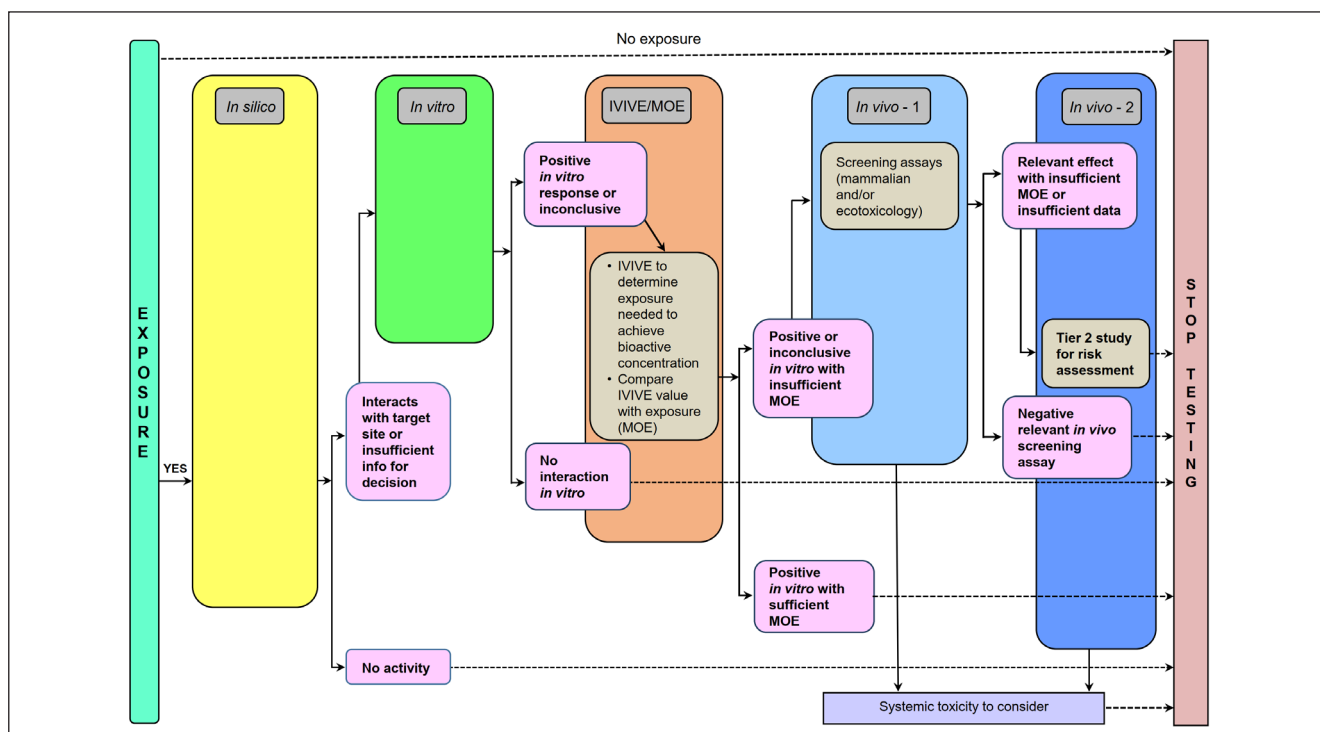 No exposure
EXPOSURE
YES
In silico
In vitro
IVIVE/MOE
In vivo - 1
In vivo - 2
STOP TESTING
Interacts with
target
site or
insufficient
info for
decision
No activity
Positive
in vitro
response or
inconclusive
• IVIVE to
determine
exposure
needed to
achieve
bioactive
concentration
• Compare
IVIVE value
with exposure
(MOE)
No
interaction
in vitro
Positive or
inconclusive
in vitro with
insufficient
MOE
Positive
in vitro with
sufficient
MOE
Screening assays
(mammalian
and/or
ecotoxicology)
Relevant effect
with insufficient
MOE or
insufficient data
Tier 2 study
for risk
assessment
Negative
relevant in vivo
screening
assay
Systemic toxicity to consider